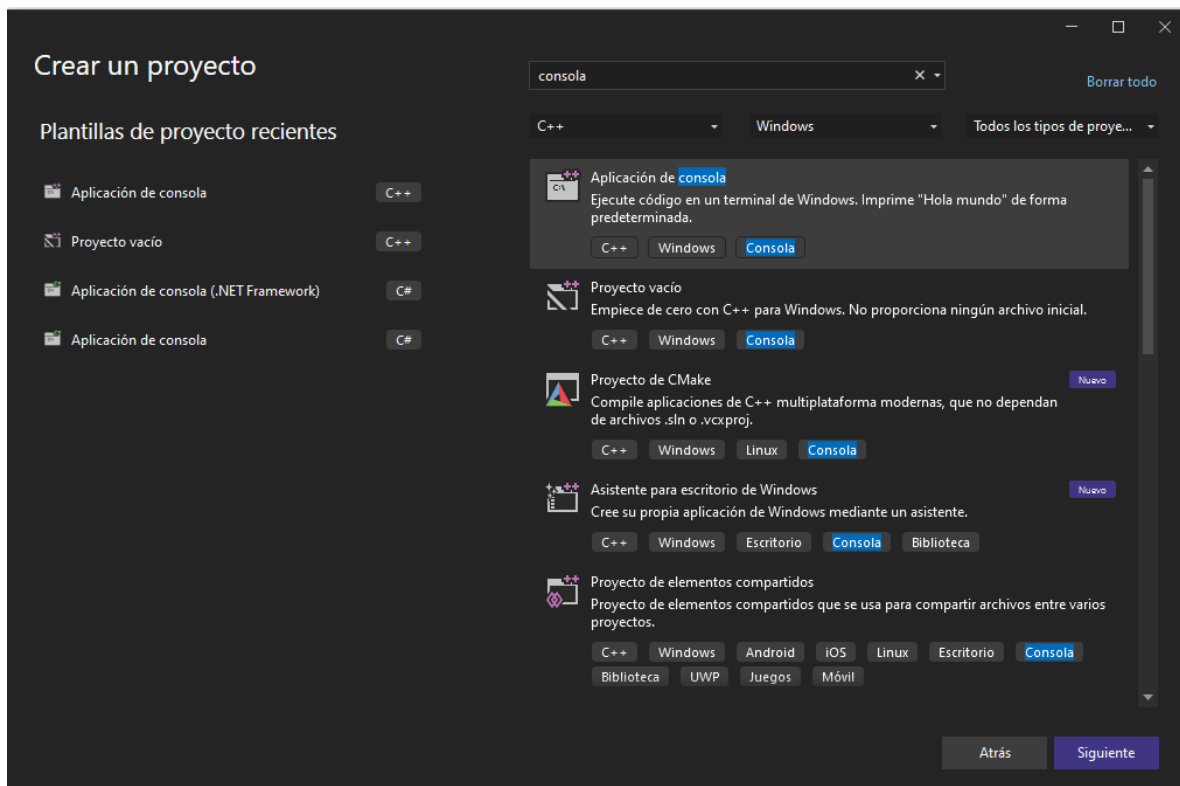 Crear un proyecto
Plantillas de proyecto recientes
Aplicación de consola C++
Proyecto vacío C++
Aplicación de consola (.NET Framework) C#
Aplicación de consola C#
consola
Borrar todo
C++ Windows Todos los tipos de proye...
C:\
Aplicación de consola
Ejecute código en un terminal de Windows. Imprime "Hola mundo" de forma
predeterminada.
C++ Windows Consola
Proyecto vacío
Empiece de cero con C++ para Windows. No proporciona ningún archivo inicial.
C++ Windows Consola
Proyecto de CMake Nuevo
Compile aplicaciones de C++ multiplataforma modernas, que no dependan
de archivos .sln o .vcxproj.
C++ Windows Linux Consola
Asistente para escritorio de Windows Nuevo
Cree su propia aplicación de Windows mediante un asistente.
C++ Windows Escritorio Consola Biblioteca
Proyecto de elementos compartidos
Proyecto de elementos compartidos que se usa para compartir archivos entre varios
proyectos.
C++ Windows Android iOS Linux Escritorio Consola
Biblioteca UWP Juegos Móvil
Atrás Siguiente